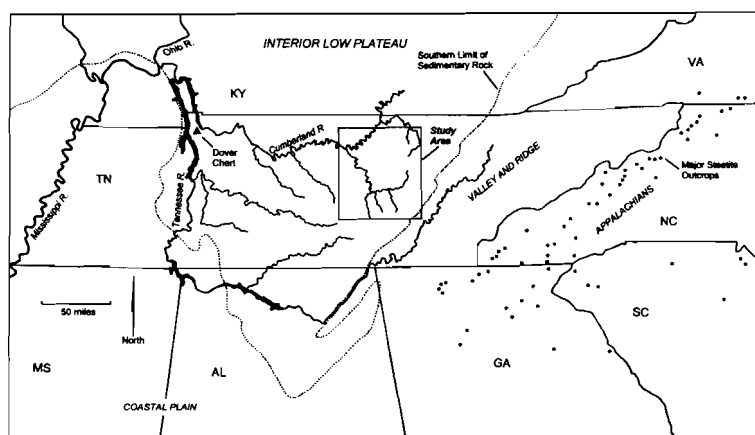 INTERIOR LOW PLATEAU
Southern Limit of
Sedimentary Rock
Ohio R.
VA
KY
Cumberland R
Study
Area
Dover
Chert
TN
Mississippi R.
Tennessee R.
VALLEY AND RIDGE
Major Steatite
Outcrops
APPALACHIANS
NC
50 miles
North
SC
MS
AL
GA
COASTAL PLAIN